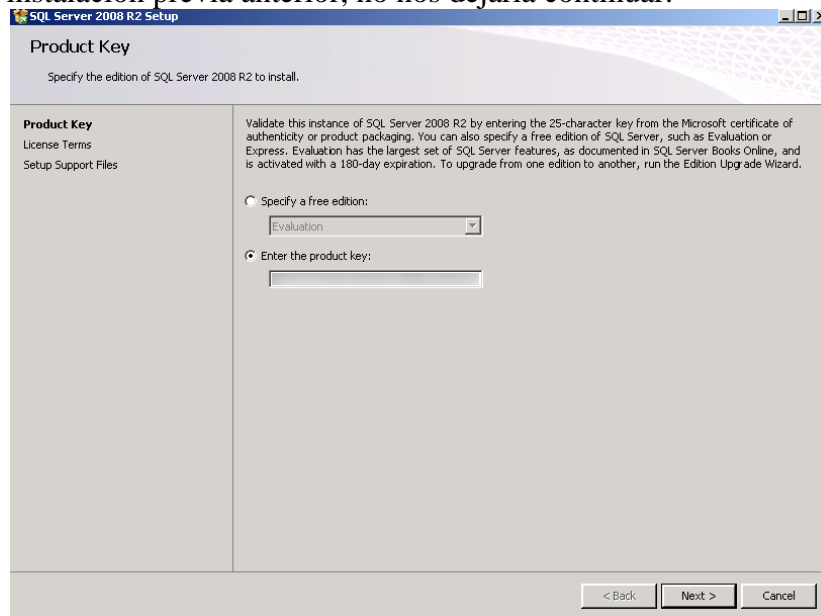 instalación previa anterior, no nos dejaría continuar.
SQL Server 2008 R2 Setup
Product Key
Specify the edition of SQL Server 2008 R2 to install.
Product Key
License Terms
Setup Support Files
Validate this instance of SQL Server 2008 R2 by entering the 25-character key from the Microsoft certificate of
authenticity or product packaging. You can also specify a free edition of SQL Server, such as Evaluation or
Express. Evaluation has the largest set of SQL Server features, as documented in SQL Server Books Online, and
is activated with a 180-day expiration. To upgrade from one edition to another, run the Edition Upgrade Wizard.
Specify a free edition:
Evaluation
Enter the product key:
< Back
Next >
Cancel